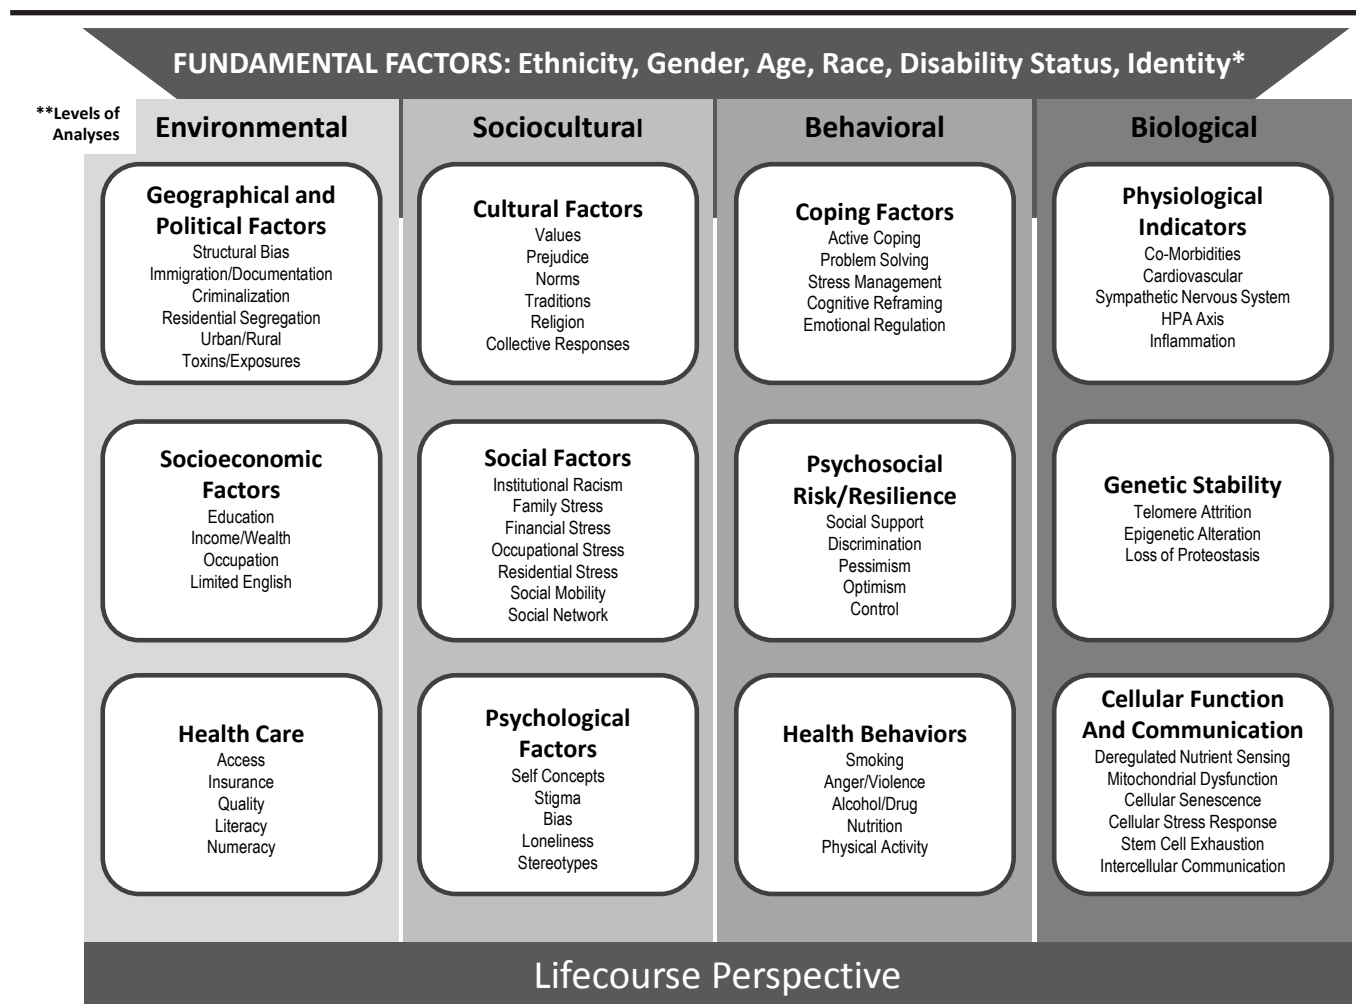 FUNDAMENTAL FACTORS: Ethnicity, Gender, Age, Race, Disability Status, Identity*
**Levels of
Analyses
Environmental
Geographical and
Political Factors
Structural Bias
Immigration/Documentation
Criminalization
Residential Segregation
Urban/Rural
Toxins/Exposures
Socioeconomic
Factors
Education
Income/Wealth
Occupation
Limited English
Health Care
Access
Insurance
Quality
Literacy
Numeracy
Sociocultural
Cultural Factors
Values
Prejudice
Norms
Traditions
Religion
Collective Responses
Social Factors
Institutional Racism
Family Stress
Financial Stress
Occupational Stress
Residential Stress
Social Mobility
Social Network
Psychological
Factors
Self Concepts
Stigma
Bias
Loneliness
Stereotypes
Behavioral
Coping Factors
Active Coping
Problem Solving
Stress Management
Cognitive Reframing
Emotional Regulation
Psychosocial
Risk/Resilience
Social Support
Discrimination
Pessimism
Optimism
Control
Health Behaviors
Smoking
Anger/Violence
Alcohol/Drug
Nutrition
Physical Activity
Biological
Physiological
Indicators
Co-Morbidities
Cardiovascular
Sympathetic Nervous System
HPA Axis
Inflammation
Genetic Stability
Telomere Attrition
Epigenetic Alteration
Loss of Proteostasis
Cellular Function
And Communication
Deregulated Nutrient Sensing
Mitochondrial Dysfunction
Cellular Senescence
Cellular Stress Response
Stem Cell Exhaustion
Intercellular Communication
Lifecourse Perspective